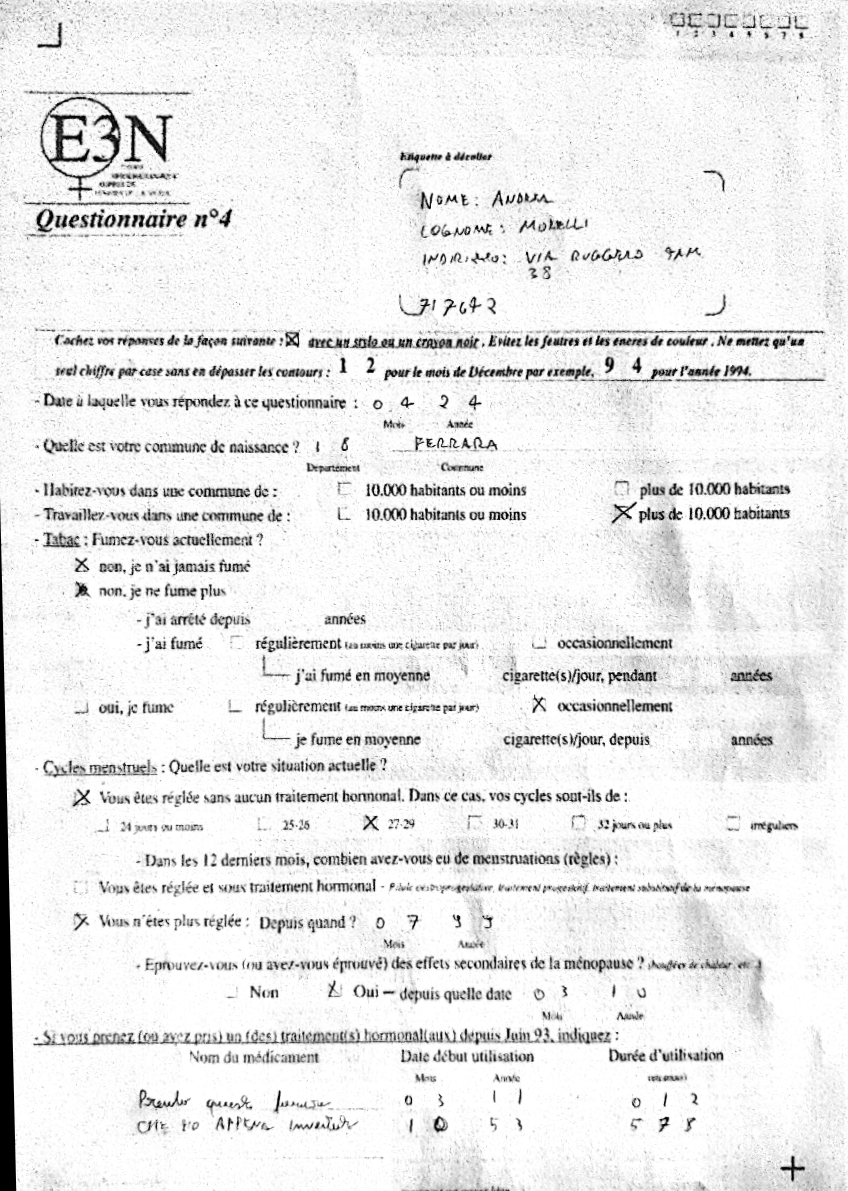 1 2 3 4 5 6 7 8
E3N
Questionnaire n°4
Etiquette à décoller
NOME: ANDREA
COGNOME: MORELLI
INDIRIZZO: VIA RUGGERO
38
717642
Cochez vos réponses de la façon suivante : ☒ avec un stylo ou un crayon noir. Evitez les feutres et les encres de couleur. Ne mettez qu'un
seul chiffre par case sans en dépasser les contours : 1 2 pour le mois de Décembre par exemple, 9 4 pour l'année 1994.
- Date à laquelle vous répondez à ce questionnaire : 0 4 2 4
Mois Année
- Quelle est votre commune de naissance ? 1 8 FERRARA
Département Commune
- Habitez-vous dans une commune de : ☐ 10.000 habitants ou moins ☐ plus de 10.000 habitants
- Travaillez-vous dans une commune de : ☐ 10.000 habitants ou moins ☒ plus de 10.000 habitants
- Tabac : Fumez-vous actuellement ?
☒ non, je n'ai jamais fumé
☒ non, je ne fume plus
- j'ai arrêté depuis années
- j'ai fumé ☐ régulièrement (au moins une cigarette par jour) ☐ occasionnellement
j'ai fumé en moyenne cigarette(s)/jour, pendant années
☐ oui, je fume ☐ régulièrement (au moins une cigarette par jour) ☒ occasionnellement
je fume en moyenne cigarette(s)/jour, depuis années
- Cycles menstruels : Quelle est votre situation actuelle ?
☒ Vous êtes réglée sans aucun traitement hormonal. Dans ce cas, vos cycles sont-ils de :
☐ 24 jours ou moins ☐ 25-26 ☒ 27-29 ☐ 30-31 ☐ 32 jours ou plus ☐ irréguliers
- Dans les 12 derniers mois, combien avez-vous eu de menstruations (règles) :
☐ Vous êtes réglée et sous traitement hormonal - Pilule oestroprogestative, traitement progestatif, traitement substitutif de la ménopause
☒ Vous n'êtes plus réglée : Depuis quand ? 0 7 9 9
Mois Année
- Eprouvez-vous (ou avez-vous éprouvé) des effets secondaires de la ménopause ? (bouffées de chaleur, etc.)
☐ Non ☒ Oui – depuis quelle date 0 3 1 0
Mois Année
- Si vous prenez (ou avez pris) un (des) traitement(s) hormonal(aux) depuis Juin 93, indiquez :
Nom du médicament Date début utilisation Durée d'utilisation
Mois Année (en mois)
Prendo questo farmaco 0 3 1 1 0 1 2
CHE HO APPENA inventato 1 0 5 3 5 7 8